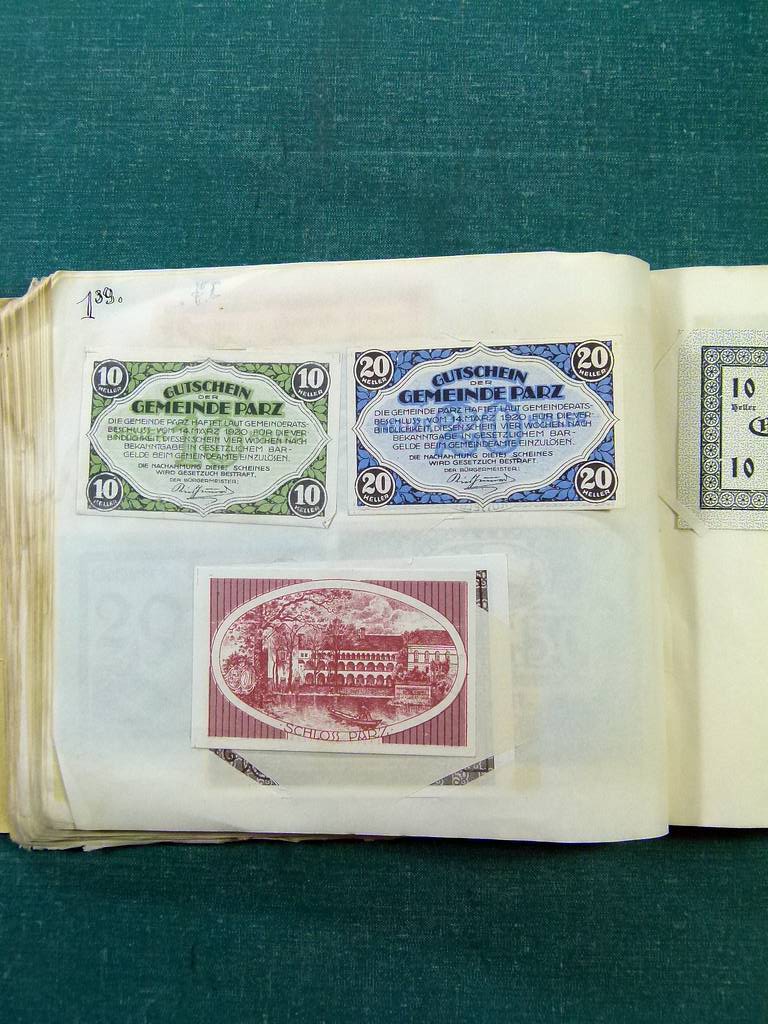 1 39.
10 HELLER
10 HELLER
GUTSCHEIN
DER
GEMEINDE PARZ
DIE GEMEINDE PARZ HAFTET LAUT GEMEINDERATS-
BESCHLUSS VOM 14. MÄRZ 1920 FÜR DIE VER-
BINDLICHKEIT, DIESEN SCHEIN VIER WOCHEN NACH
BEKANNTGABE IN GESETZLICHEM BAR-
GELDE BEIM GEMEINDEAMTE EINZULÖSEN.
DIE NACHAHMUNG DIESES SCHEINES
WIRD GESETZLICH BESTRAFT.
DER BÜRGERMEISTER:
10 HELLER
10 HELLER
20 HELLER
20 HELLER
GUTSCHEIN
DER
GEMEINDE PARZ
DIE GEMEINDE PARZ HAFTET LAUT GEMEINDERATS-
BESCHLUSS VOM 14. MÄRZ 1920 FÜR DIE VER-
BINDLICHKEIT, DIESEN SCHEIN VIER WOCHEN NACH
BEKANNTGABE IN GESETZLICHEM BAR-
GELDE BEIM GEMEINDEAMTE EINZULÖSEN.
DIE NACHAHMUNG DIESES SCHEINES
WIRD GESETZLICH BESTRAFT.
DER BÜRGERMEISTER:
20 HELLER
20 HELLER
SCHLOSS PARZ
10
Heller
10